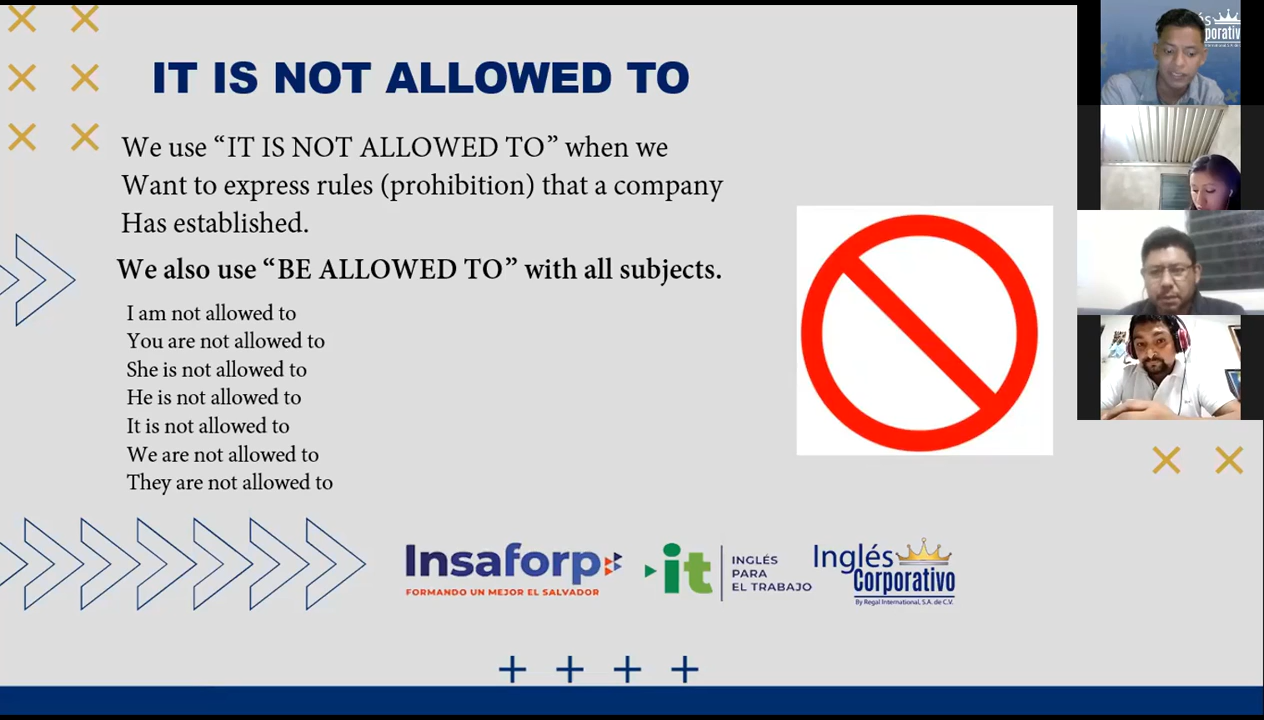 IT IS NOT ALLOWED TO
We use “IT IS NOT ALLOWED TO” when we
Want to express rules (prohibition) that a company
Has established.
We also use “BE ALLOWED TO” with all subjects.
I am not allowed to
You are not allowed to
She is not allowed to
He is not allowed to
It is not allowed to
We are not allowed to
They are not allowed to
Insaforp
FORMANDO UN MEJOR EL SALVADOR
it
INGLÉS
PARA
EL TRABAJO
Inglés
Corporativo
By Regal International, S.A. de C.V.